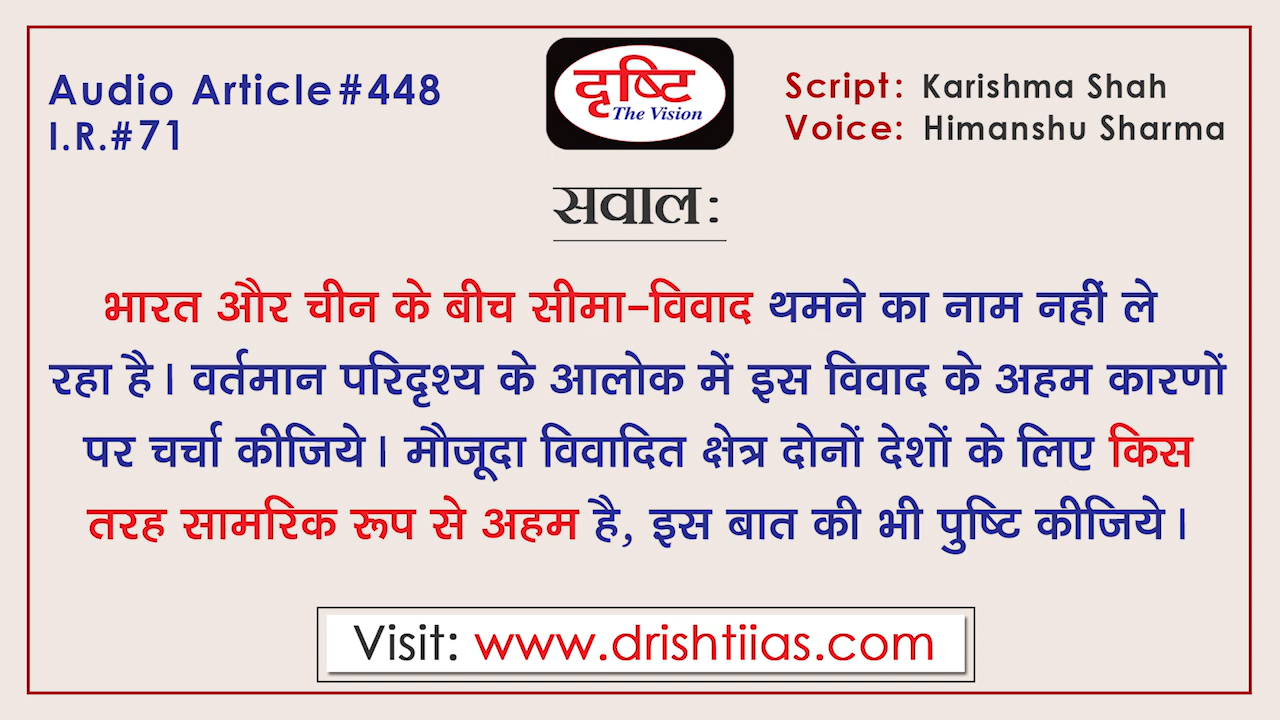 Audio Article#448
I.R.#71
दृष्टि
The Vision
Script: Karishma Shah
Voice: Himanshu Sharma
सवाल:
भारत और चीन के बीच सीमा-विवाद थमने का नाम नहीं ले
रहा है। वर्तमान परिदृश्य के आलोक में इस विवाद के अहम कारणों
पर चर्चा कीजिये। मौजूदा विवादित क्षेत्र दोनों देशों के लिए किस
तरह सामरिक रूप से अहम है, इस बात की भी पुष्टि कीजिये।
Visit: www.drishtiias.com